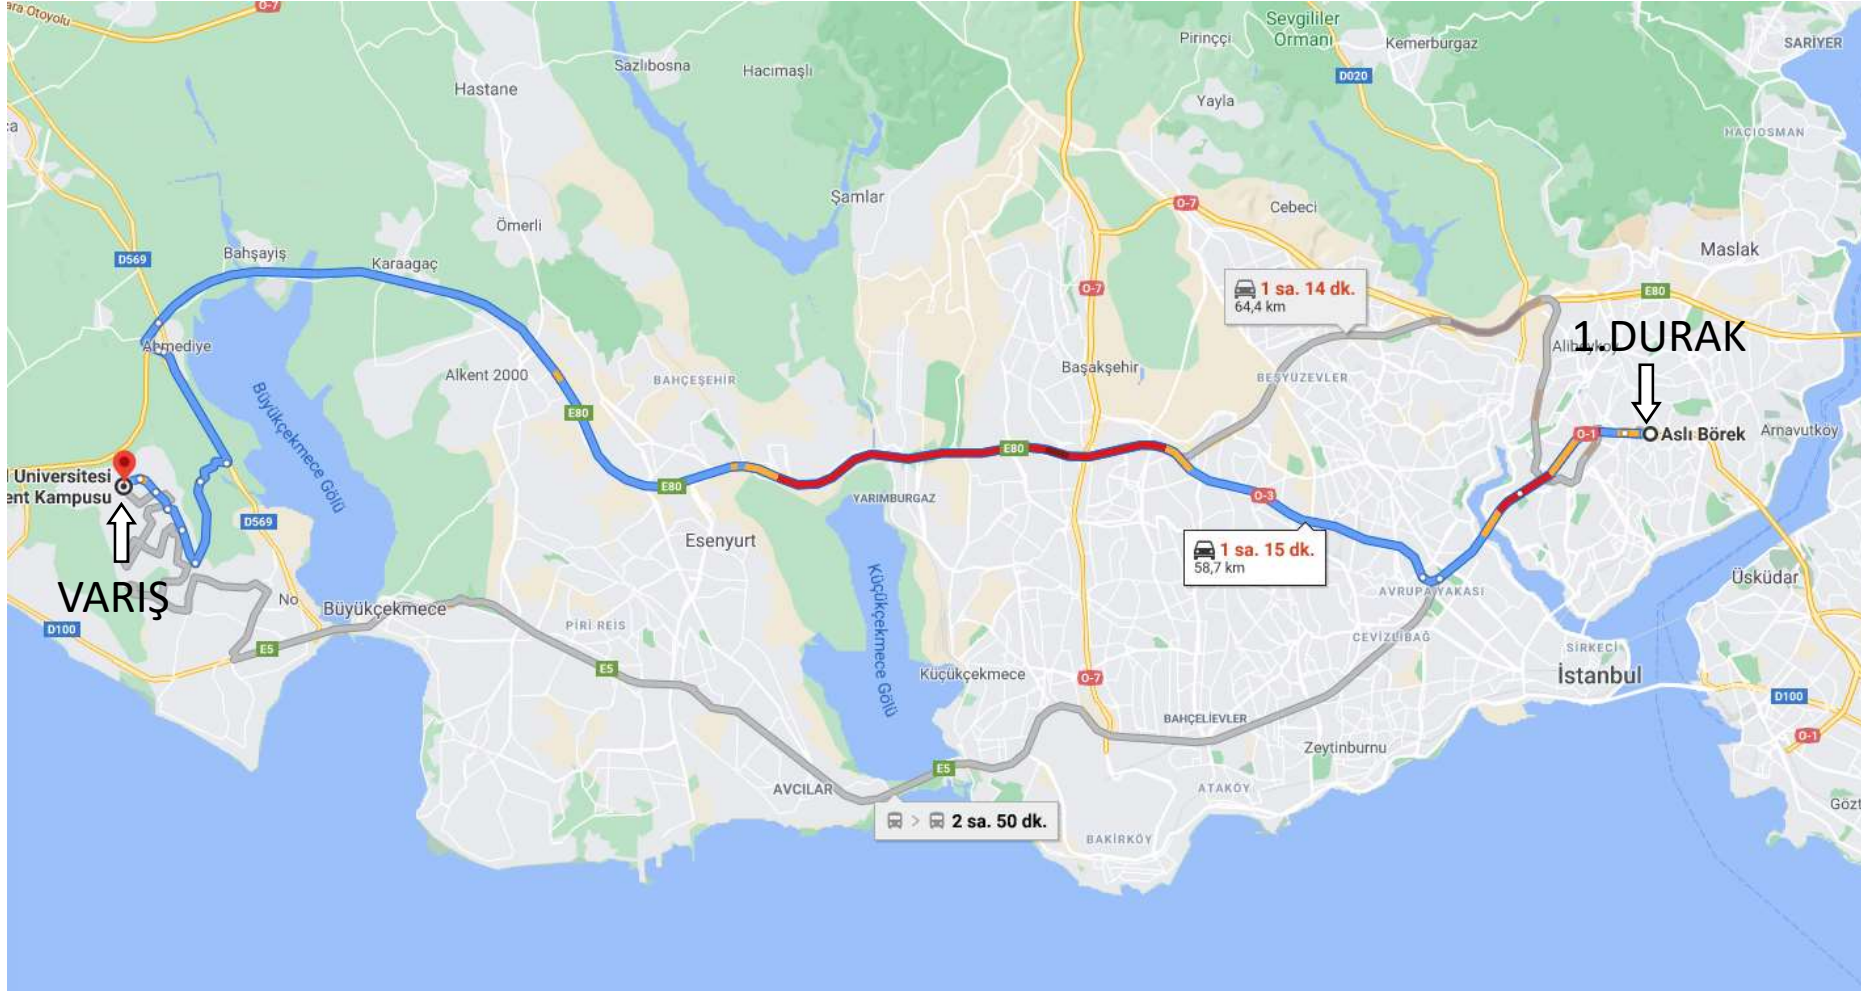 ara Otoyolu
O-7
Sevgililer
Ormanı
Pirinççi
Kemerburgaz
SARIYER
Sazlıbosna
Hacımaşlı
D020
Hastane
Yayla
ça
HACIOSMAN
Şamlar
O-7
Cebeci
Ömerli
Maslak
Bahşayiş
D569
Karaagaç
O-7
1 sa. 14 dk.
64,4 km
E80
1.DURAK
Ahmediye
Alibeyköy
Alkent 2000
BAHÇEŞEHİR
Başakşehir
BEŞYÜZEVLER
Büyükçekmece Gölü
E80
O-1
Aslı Börek
Arnavutköy
E80
Universitesi
ent Kampusu
E80
YARIMBURGAZ
O-3
D569
Esenyurt
1 sa. 15 dk.
58,7 km
Küçükçekmece Gölü
Üsküdar
VARIŞ
No
Büyükçekmece
AVRUPA YAKASI
D100
PİRİ REİS
CEVİZLİBAĞ
E5
SİRKECİ
E5
Küçükçekmece
O-7
İstanbul
D100
BAHÇELİEVLER
Zeytinburnu
O-1
E5
AVCILAR
ATAKÖY
Gözt
2 sa. 50 dk.
BAKIRKÖY